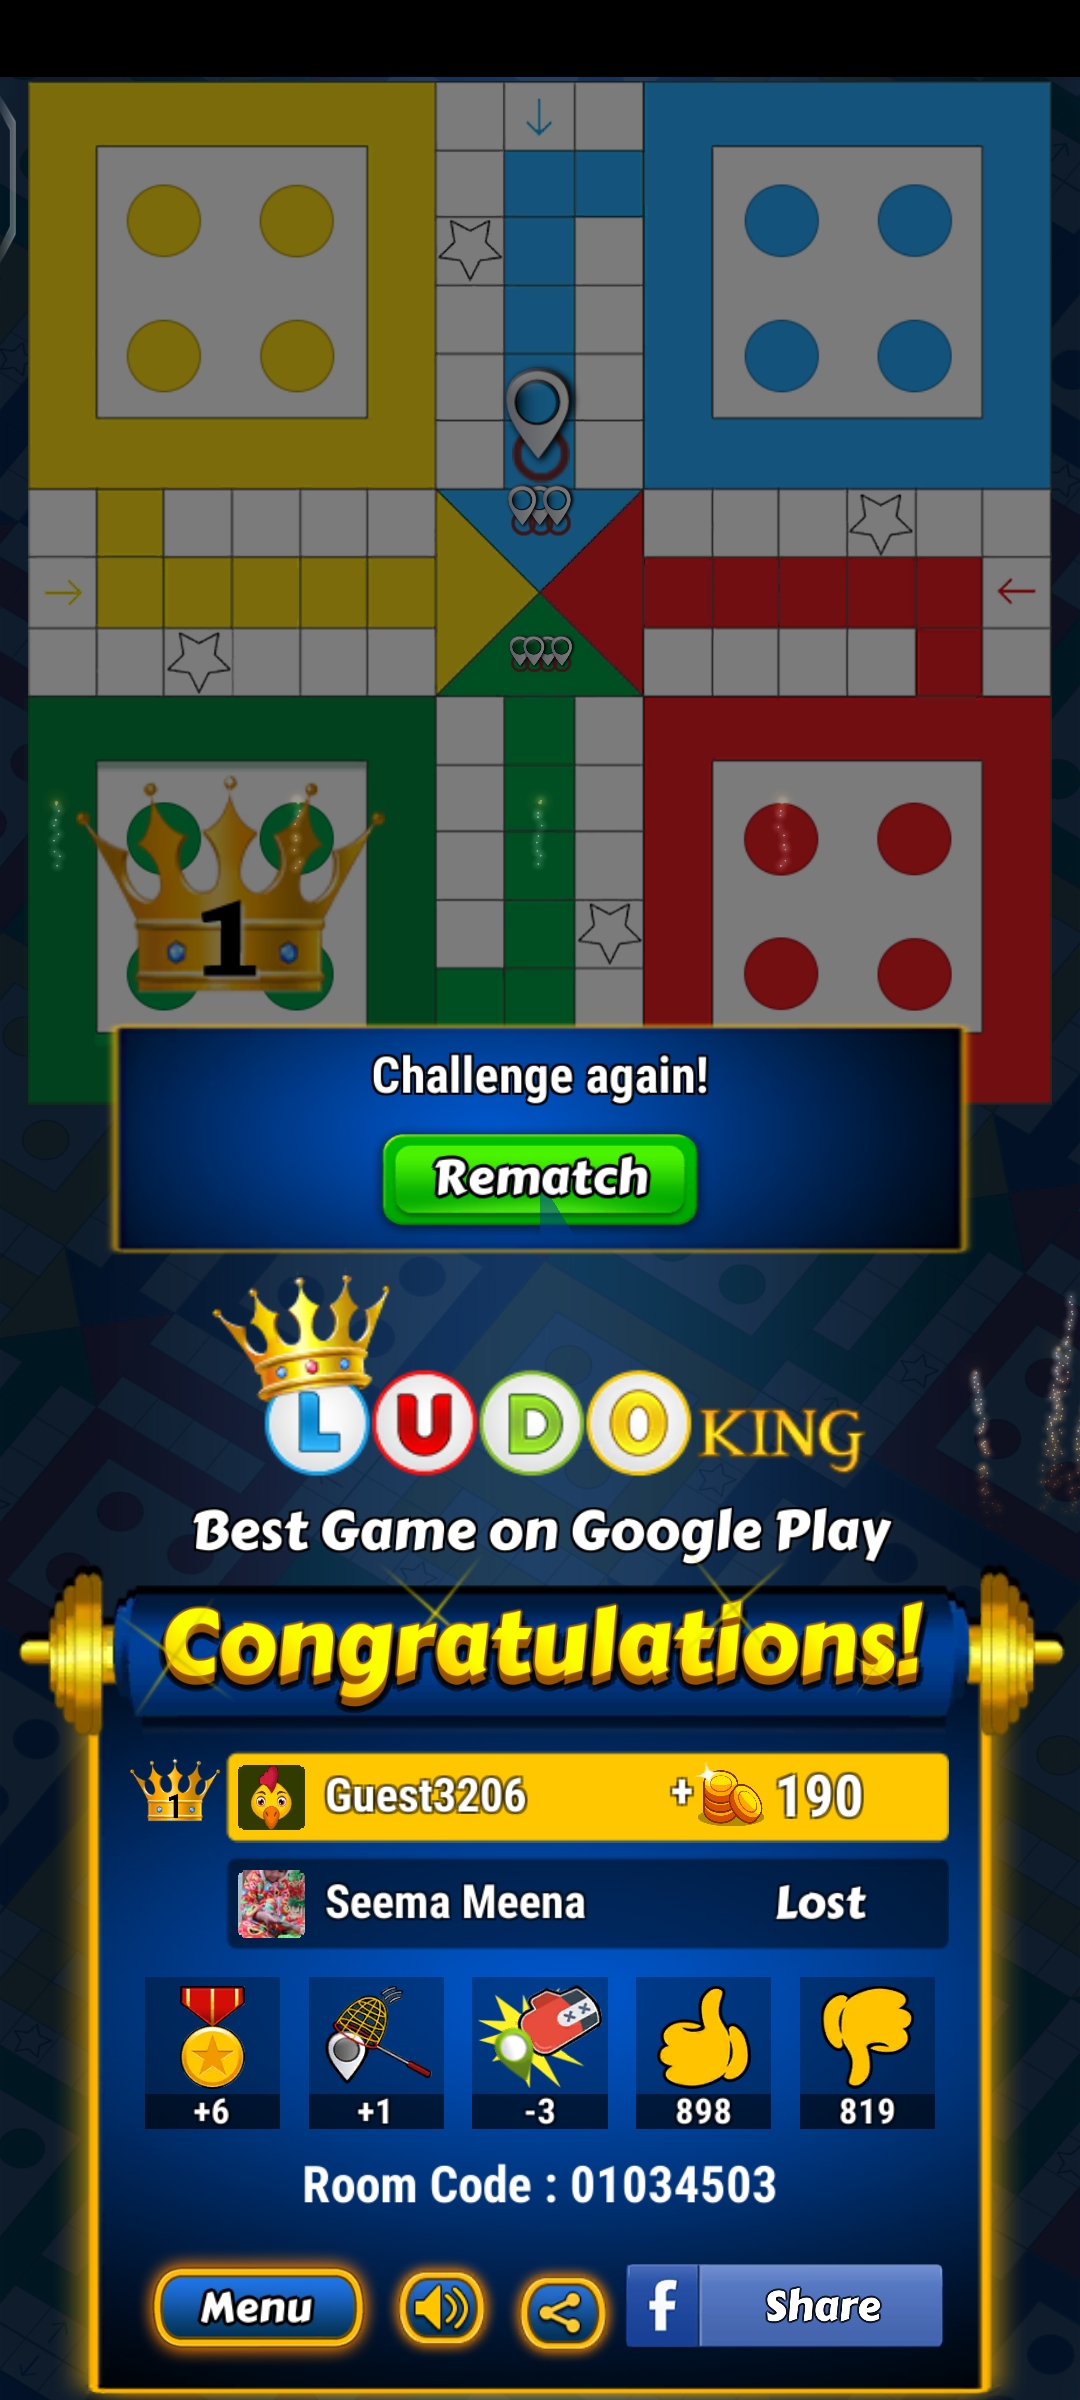 1
Challenge again!
Rematch
LUDO KING
Best Game on Google Play
Congratulations!
1 Guest3206 + 190
Seema Meena Lost
+6 +1 -3 898 819
Room Code : 01034503
Menu f Share